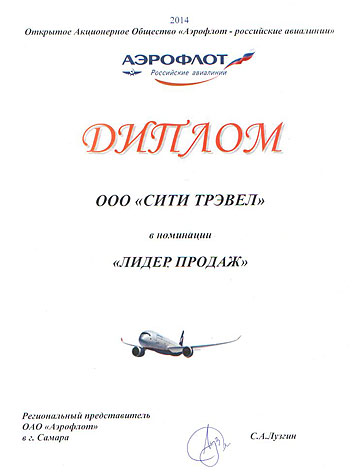 2014
Открытое Акционерное Общество «Аэрофлот - российские авиалинии»
АЭРОФЛОТ
Российские авиалинии
ДИПЛОМ
ООО «СИТИ ТРЭВЕЛ»
в номинации
«ЛИДЕР ПРОДАЖ»
Региональный представитель
ОАО «Аэрофлот»
в г. Самара
С.А.Лузгин